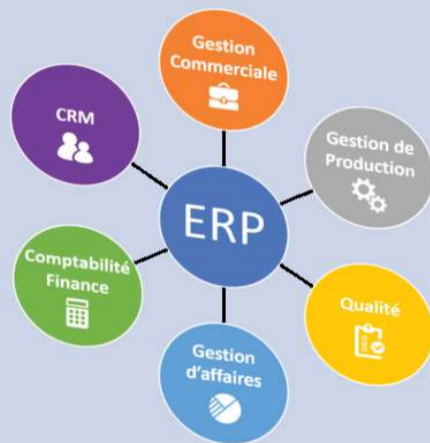 Gestion
Commerciale
CRM
Gestion de
Production
ERP
Comptabilité
Finance
Qualité
Gestion
d'affaires